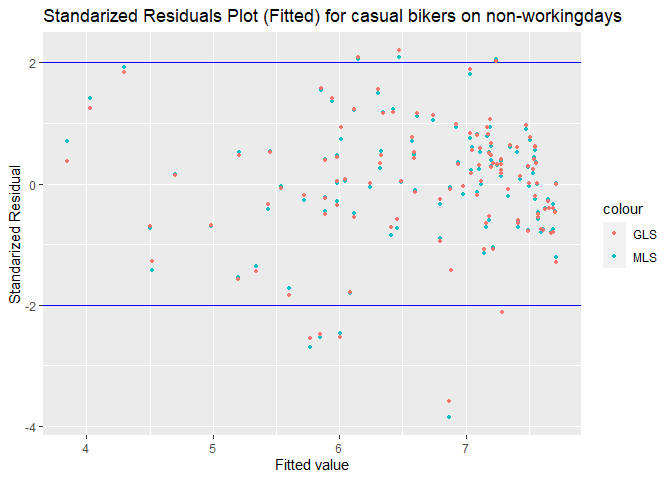 Standarized Residuals Plot (Fitted) for casual bikers on non-workingdays
Standarized Residual
2
0
-2
-4
4
5
6
7
Fitted value
colour
GLS
MLS